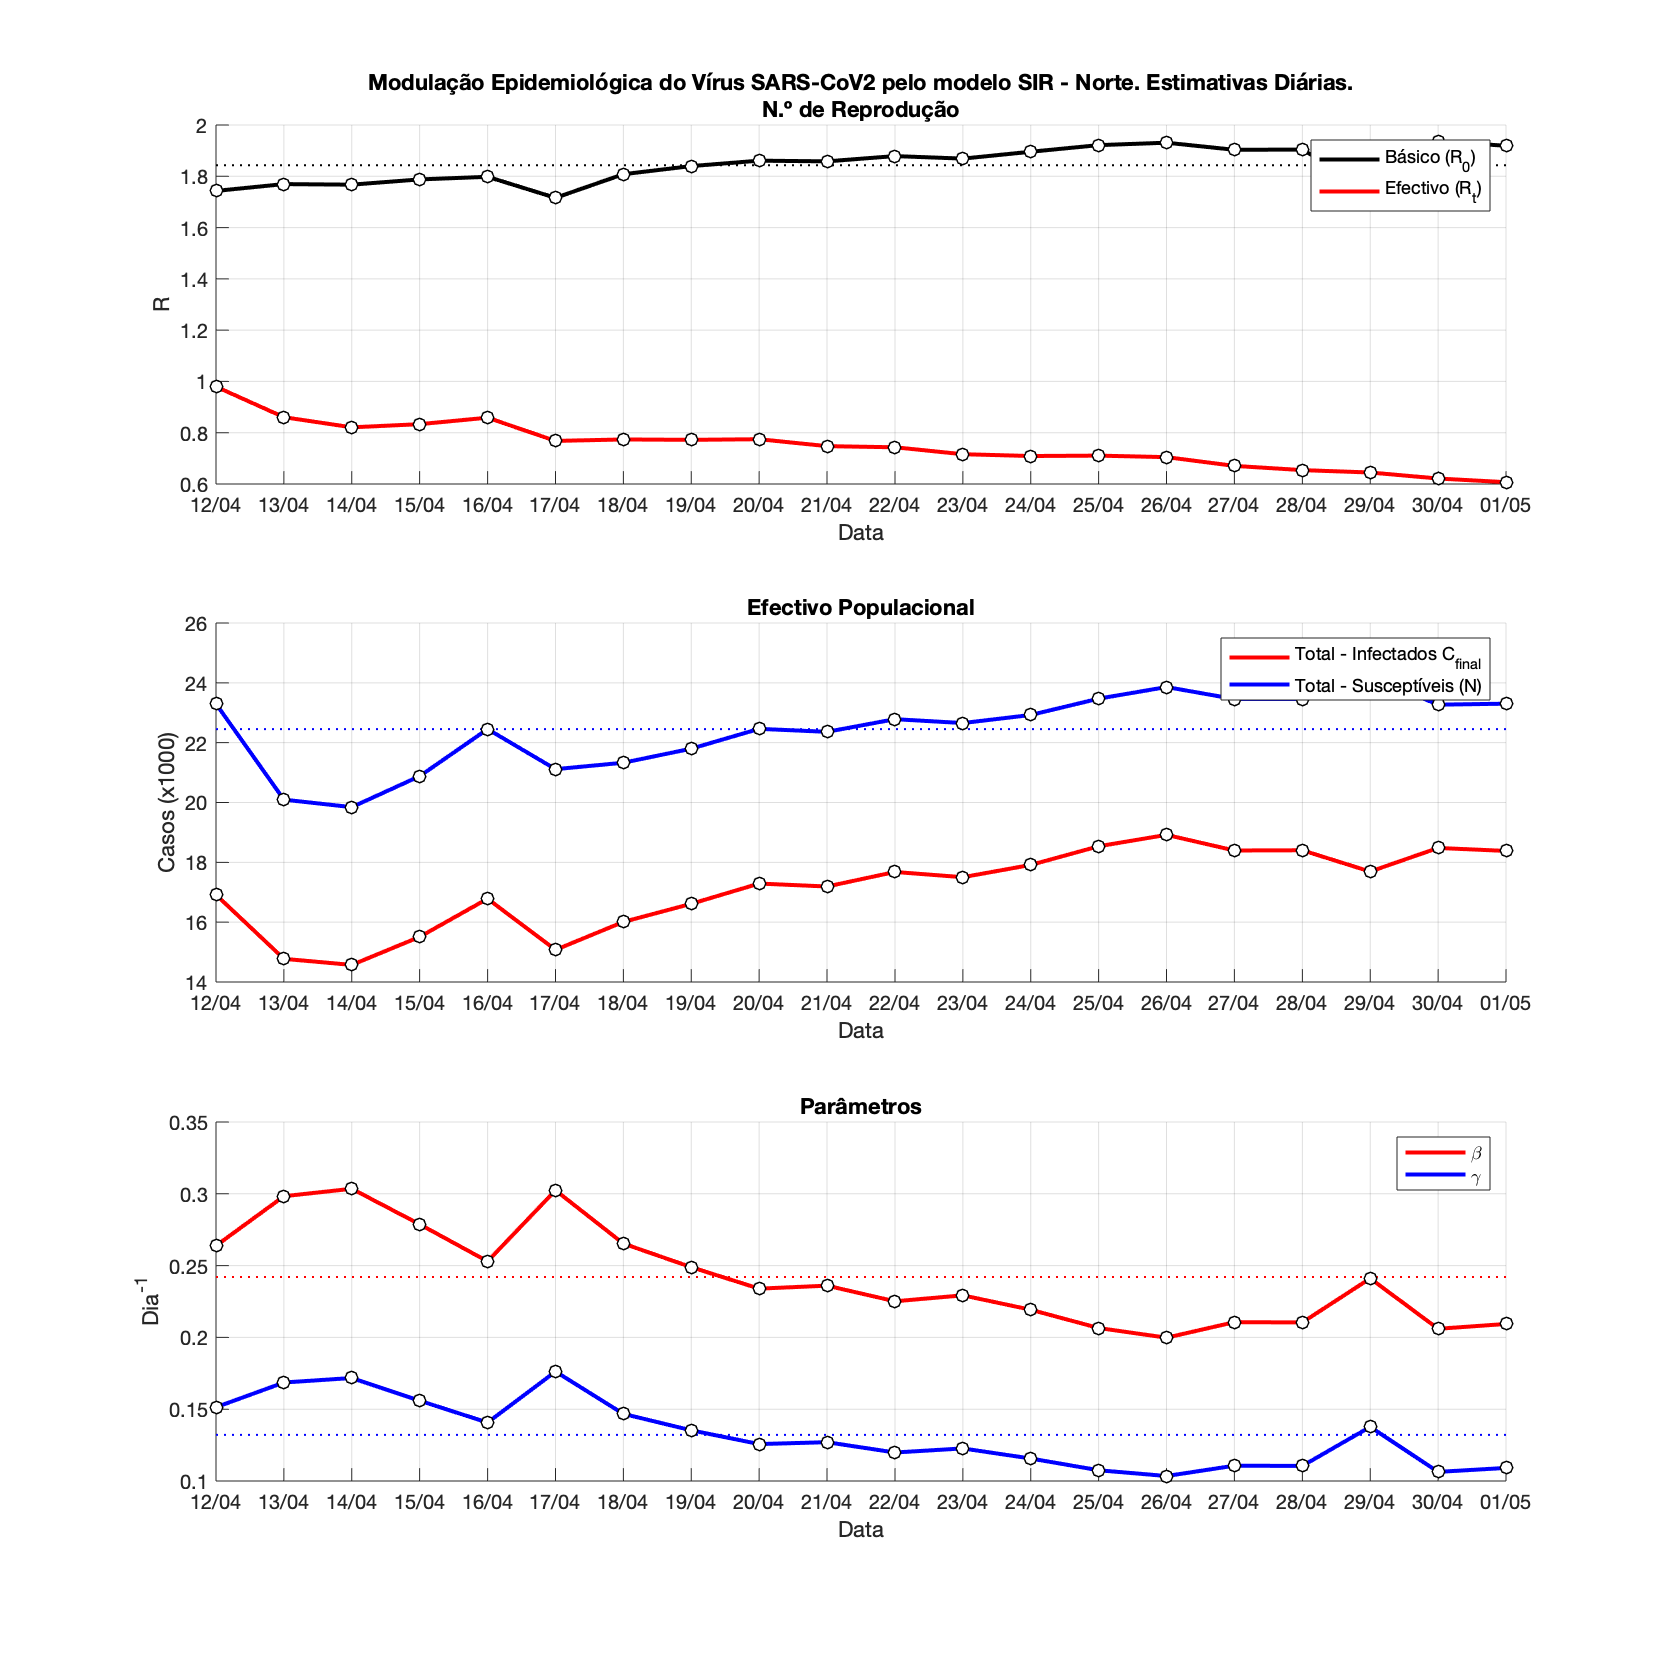 Modulação Epidemiológica do Vírus SARS-CoV2 pelo modelo SIR - Norte. Estimativas Diárias.
N.º de Reprodução
2
1.8
1.6
1.4
1.2
1
0.8
0.6
R
Básico (R0)
Efectivo (Rt)
12/04 13/04 14/04 15/04 16/04 17/04 18/04 19/04 20/04 21/04 22/04 23/04 24/04 25/04 26/04 27/04 28/04 29/04 30/04 01/05
Data
Efectivo Populacional
26
24
22
20
18
16
14
Casos (x1000)
Total - Infectados Cfinal
Total - Susceptíveis (N)
12/04 13/04 14/04 15/04 16/04 17/04 18/04 19/04 20/04 21/04 22/04 23/04 24/04 25/04 26/04 27/04 28/04 29/04 30/04 01/05
Data
Parâmetros
0.35
0.3
0.25
0.2
0.15
0.1
Dia-1
β
γ
12/04 13/04 14/04 15/04 16/04 17/04 18/04 19/04 20/04 21/04 22/04 23/04 24/04 25/04 26/04 27/04 28/04 29/04 30/04 01/05
Data